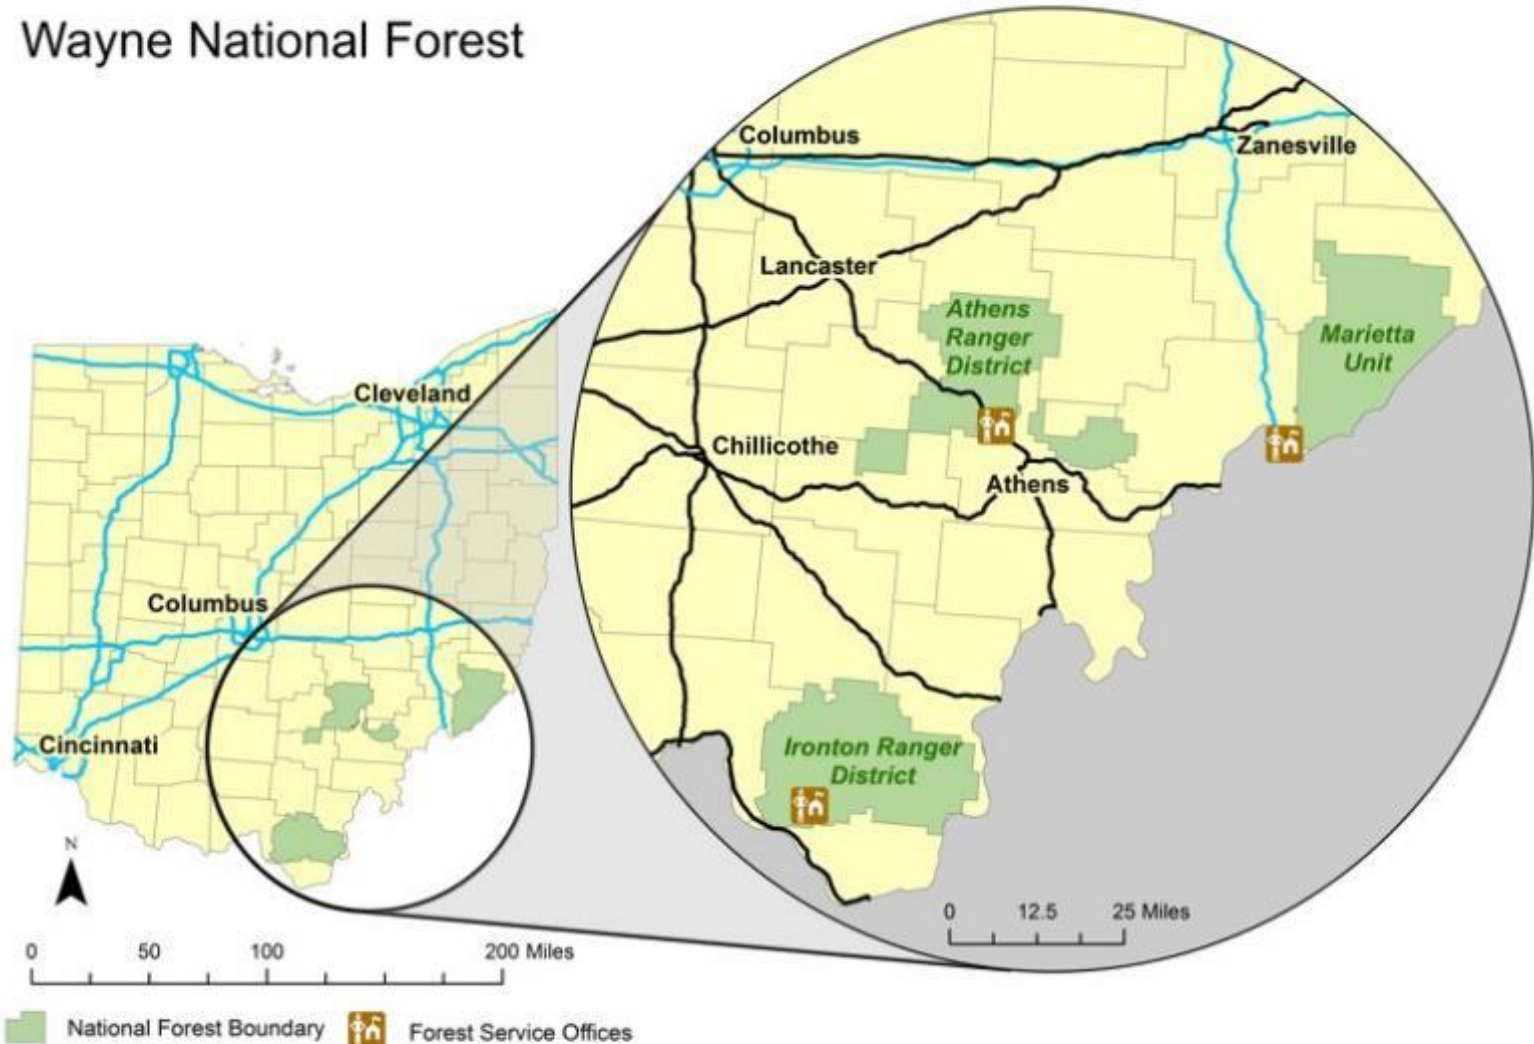 Wayne National Forest
Columbus
Zanesville
Lancaster
Athens
Ranger
District
Marietta
Unit
Cleveland
Chillicothe
Athens
Columbus
Cincinnati
Ironton Ranger
District
N
0 12.5 25 Miles
0 50 100 200 Miles
National Forest Boundary
Forest Service Offices